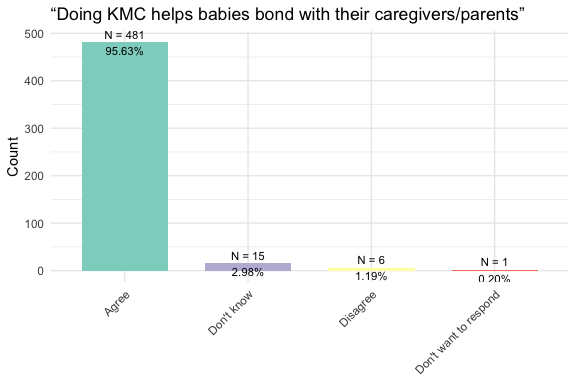 “Doing KMC helps babies bond with their caregivers/parents”
Count
500
400
300
200
100
0
N = 481
95.63%
N = 15
2.98%
N = 6
1.19%
N = 1
0.20%
Agree
Don't know
Disagree
Don't want to respond